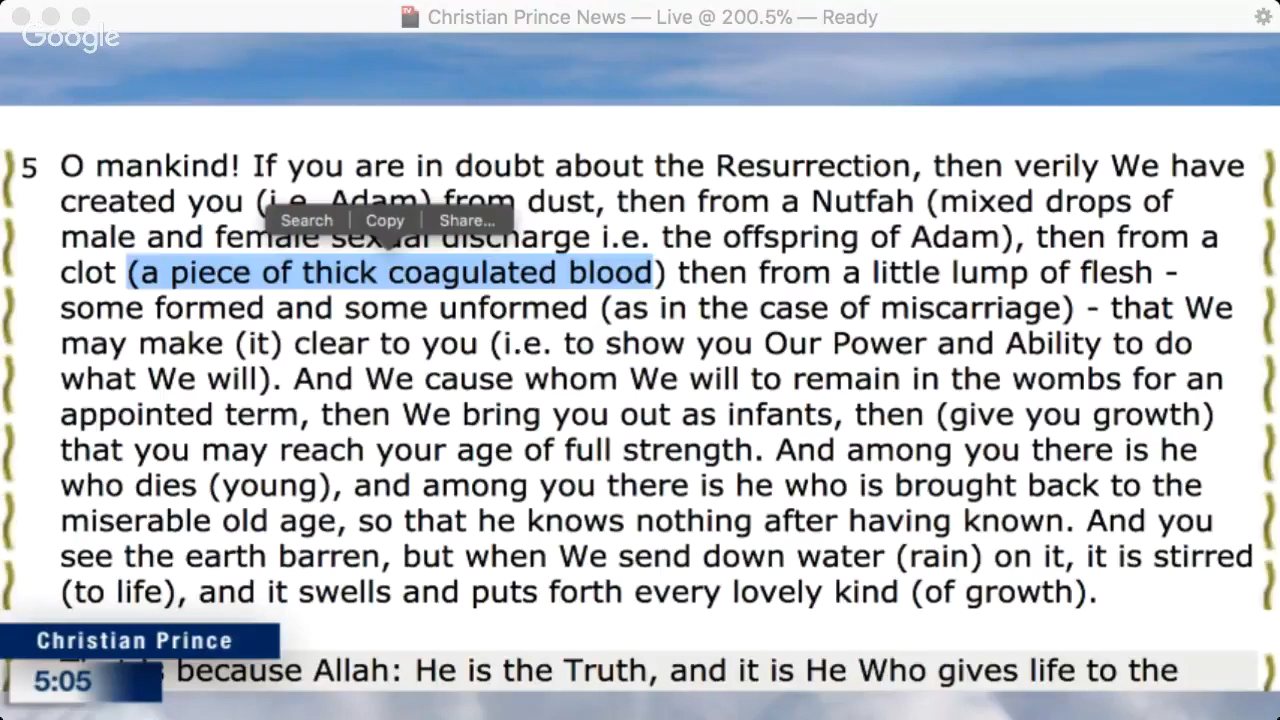 Christian Prince News — Live @ 200.5% — Ready
Google
5 O mankind! If you are in doubt about the Resurrection, then verily We have
created you (i.e. Adam) from dust, then from a Nutfah (mixed drops of
Search Copy Share...
male and female sexual discharge i.e. the offspring of Adam), then from a
clot (a piece of thick coagulated blood) then from a little lump of flesh -
some formed and some unformed (as in the case of miscarriage) - that We
may make (it) clear to you (i.e. to show you Our Power and Ability to do
what We will). And We cause whom We will to remain in the wombs for an
appointed term, then We bring you out as infants, then (give you growth)
that you may reach your age of full strength. And among you there is he
who dies (young), and among you there is he who is brought back to the
miserable old age, so that he knows nothing after having known. And you
see the earth barren, but when We send down water (rain) on it, it is stirred
(to life), and it swells and puts forth every lovely kind (of growth).
Christian Prince
because Allah: He is the Truth, and it is He Who gives life to the
5:05